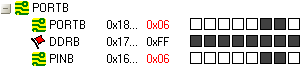 PORTB
PORTB 0x18... 0x06
DDRB 0x17... 0xFF
PINB 0x16... 0x06